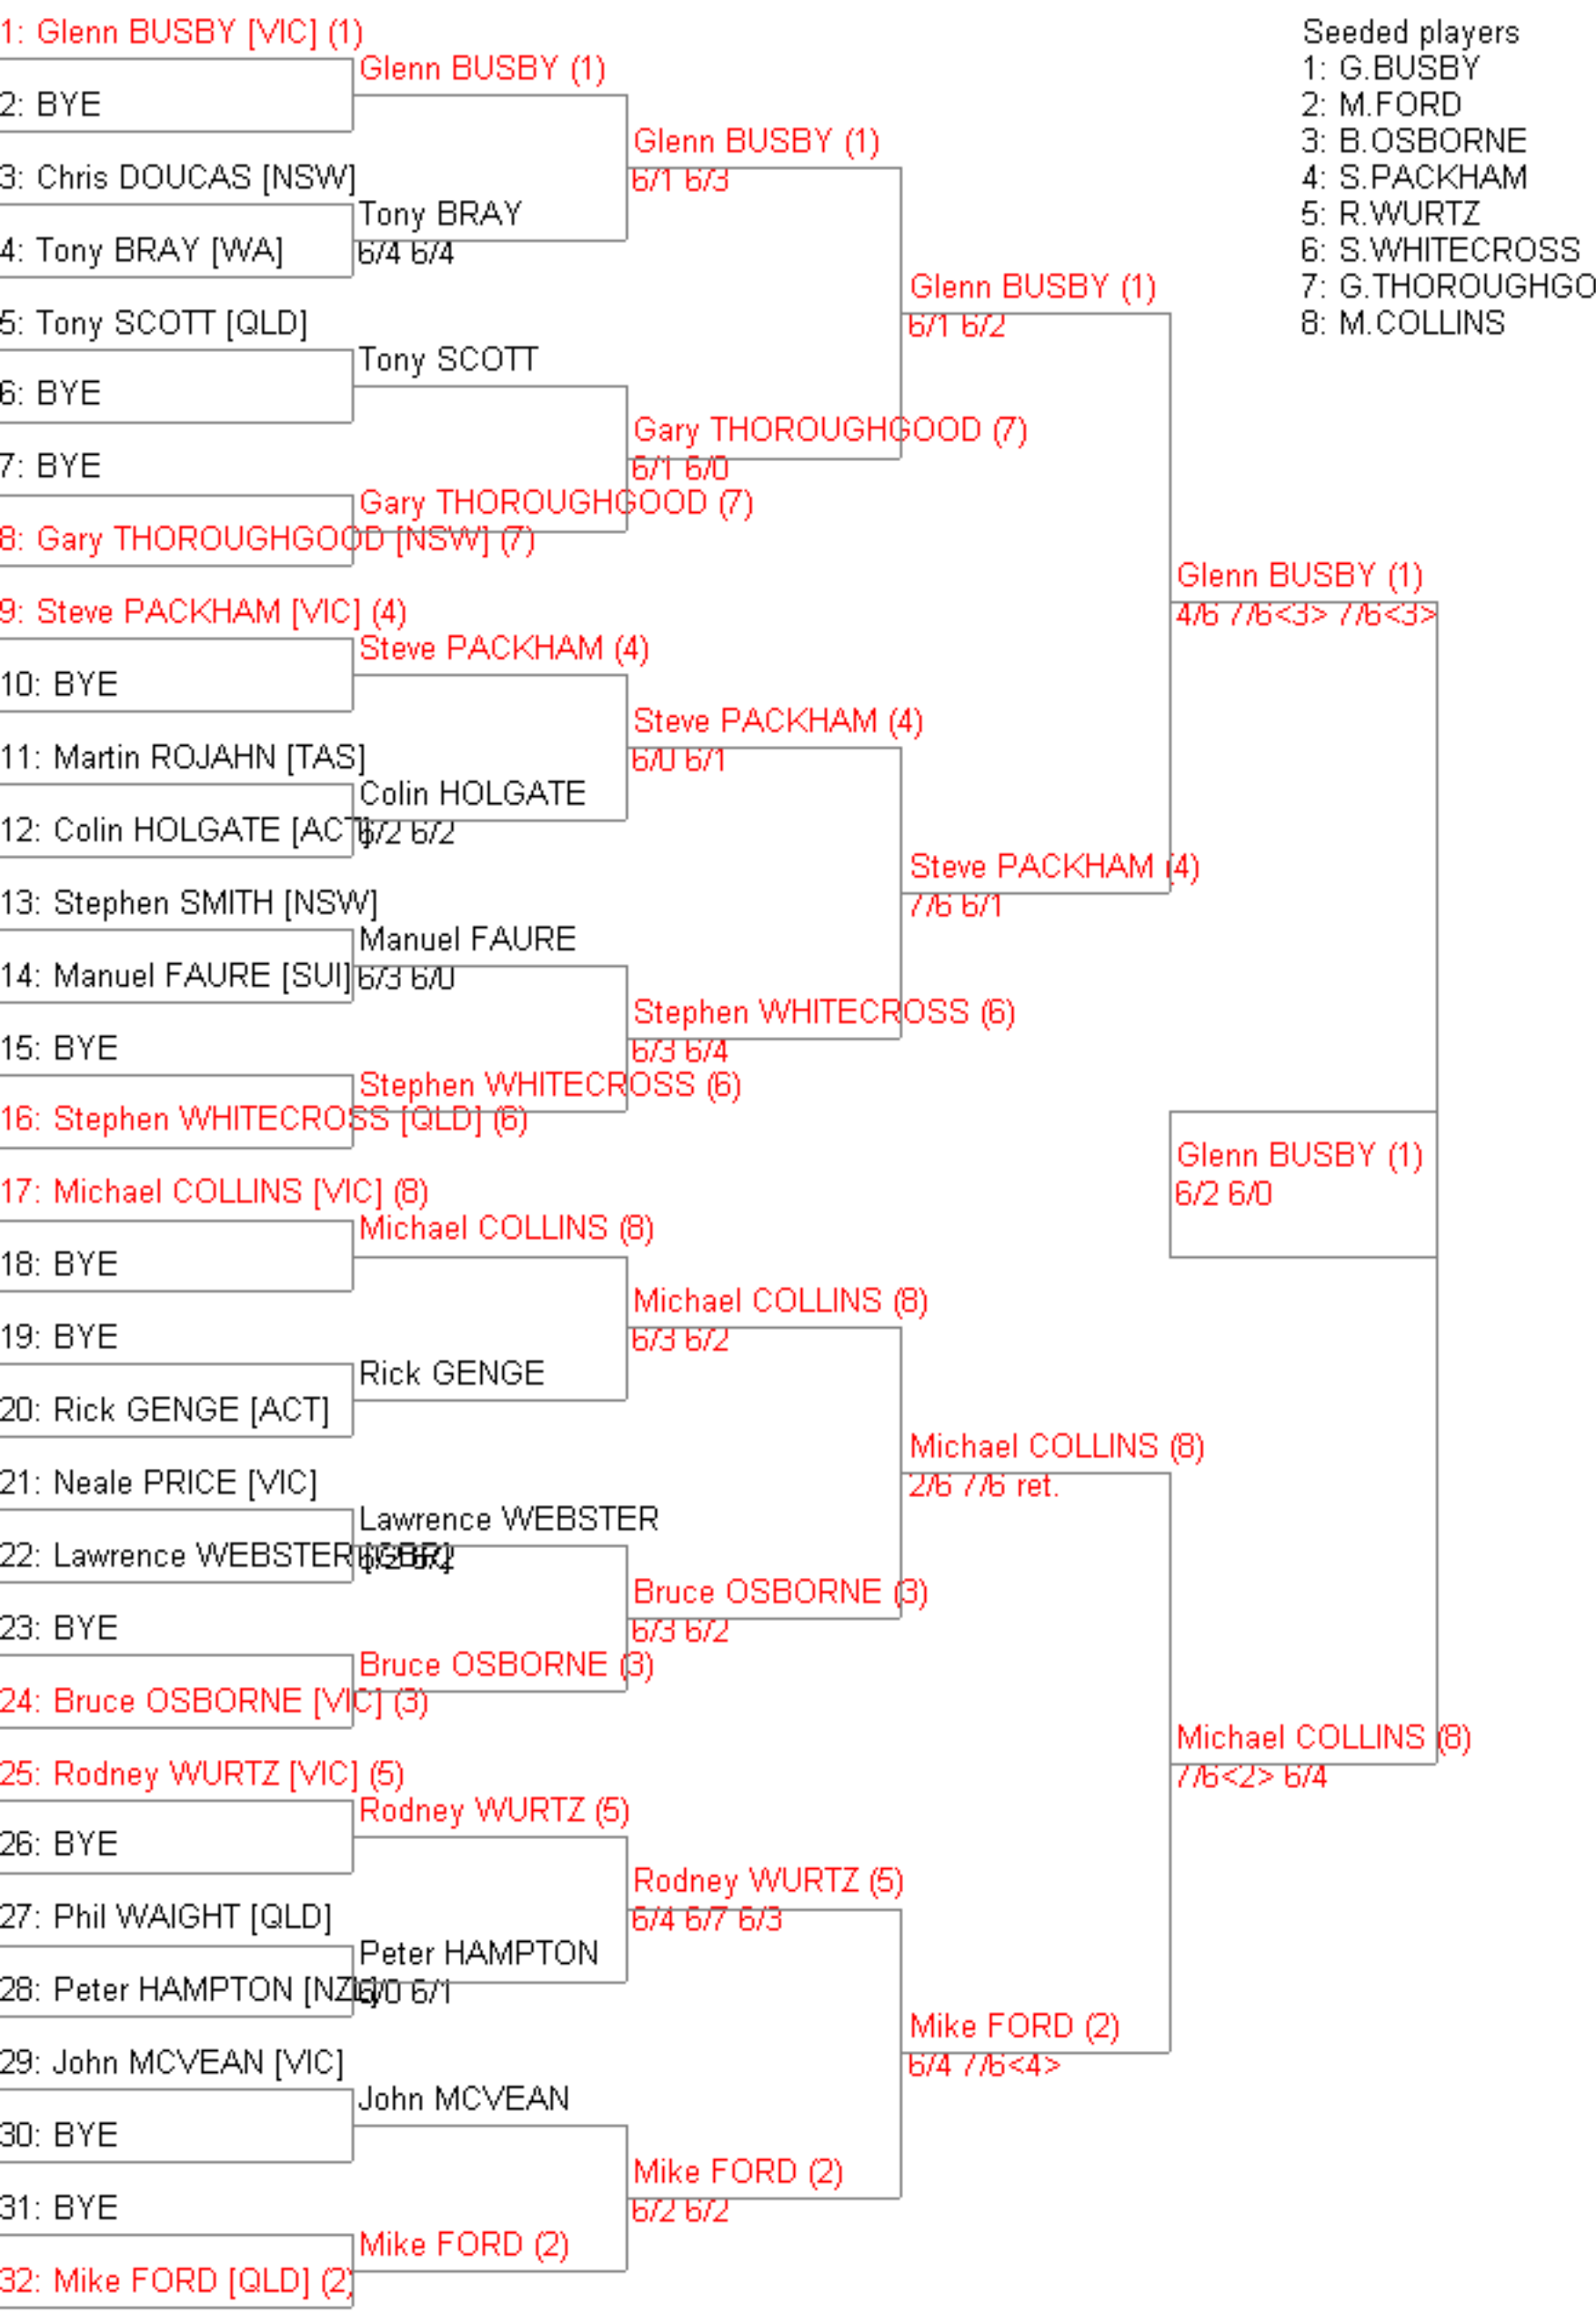 1: Glenn BUSBY [VIC] (1)
Glenn BUSBY (1)
2: BYE
Glenn BUSBY (1)
6/1 6/3
3: Chris DOUCAS [NSW]
Tony BRAY
6/4 6/4
4: Tony BRAY [WA]
Glenn BUSBY (1)
6/1 6/2
5: Tony SCOTT [QLD]
Tony SCOTT
6: BYE
Gary THOROUGHGOOD (7)
6/1 6/0
7: BYE
Gary THOROUGHGOOD (7)
8: Gary THOROUGHGOOD [NSW] (7)
Glenn BUSBY (1)
4/6 7/6<3> 7/6<3>
9: Steve PACKHAM [VIC] (4)
Steve PACKHAM (4)
10: BYE
Steve PACKHAM (4)
6/0 6/1
11: Martin ROJAHN [TAS]
Colin HOLGATE
6/2 6/2
12: Colin HOLGATE [ACT]
Steve PACKHAM (4)
7/6 6/1
13: Stephen SMITH [NSW]
Manuel FAURE
6/3 6/0
14: Manuel FAURE [SUI]
Stephen WHITECROSS (6)
6/3 6/4
15: BYE
Stephen WHITECROSS (6)
16: Stephen WHITECROSS [QLD] (6)
Glenn BUSBY (1)
6/2 6/0
17: Michael COLLINS [VIC] (8)
Michael COLLINS (8)
18: BYE
Michael COLLINS (8)
6/3 6/2
19: BYE
Rick GENGE
20: Rick GENGE [ACT]
Michael COLLINS (8)
2/6 7/6 ret.
21: Neale PRICE [VIC]
Lawrence WEBSTER
22: Lawrence WEBSTER [GBR]
Bruce OSBORNE (3)
6/3 6/2
23: BYE
Bruce OSBORNE (3)
24: Bruce OSBORNE [VIC] (3)
Michael COLLINS (8)
7/6<2> 6/4
25: Rodney WURTZ [VIC] (5)
Rodney WURTZ (5)
26: BYE
Rodney WURTZ (5)
6/4 6/7 6/3
27: Phil WAIGHT [QLD]
Peter HAMPTON
6/0 6/1
28: Peter HAMPTON [NZL]
Mike FORD (2)
6/4 7/6<4>
29: John MCVEAN [VIC]
John MCVEAN
30: BYE
Mike FORD (2)
6/2 6/2
31: BYE
Mike FORD (2)
32: Mike FORD [QLD] (2)
Seeded players
1: G.BUSBY
2: M.FORD
3: B.OSBORNE
4: S.PACKHAM
5: R.WURTZ
6: S.WHITECROSS
7: G.THOROUGHGO
8: M.COLLINS